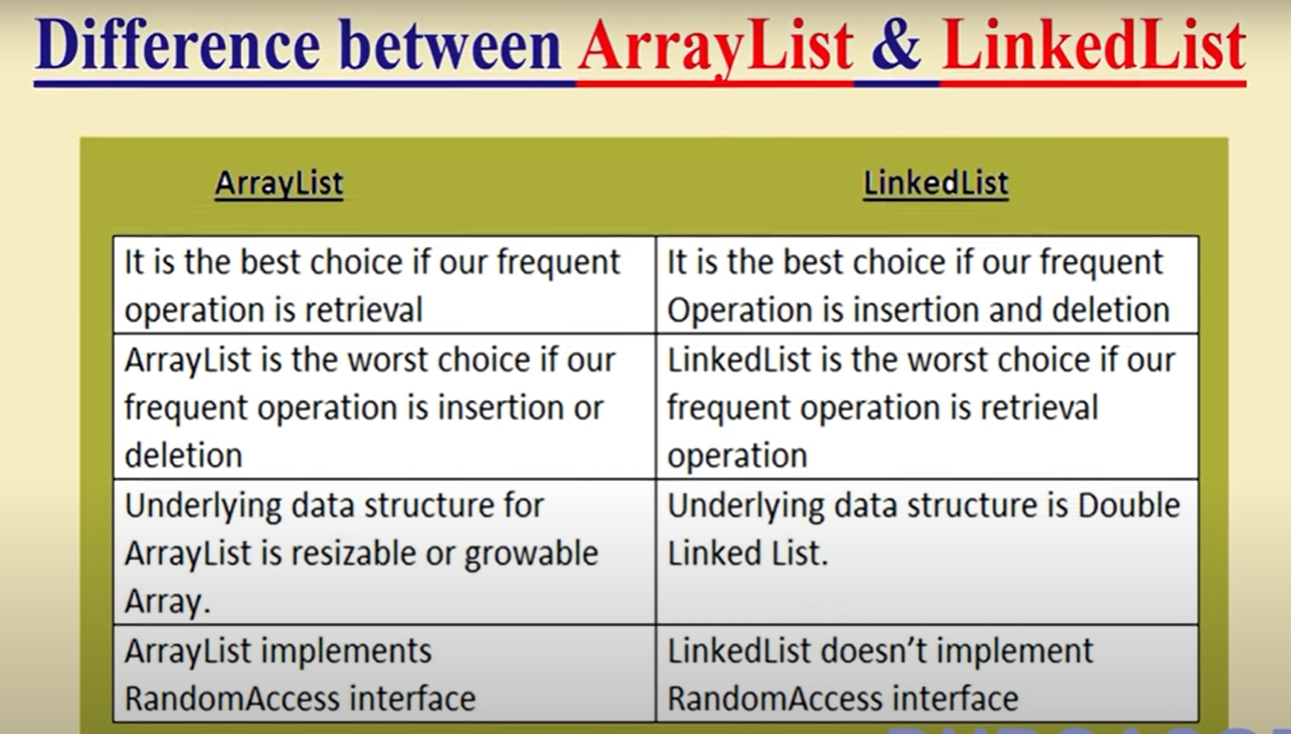 Difference between ArrayList & LinkedList
ArrayList
LinkedList
It is the best choice if our frequent
operation is retrieval
It is the best choice if our frequent
Operation is insertion and deletion
ArrayList is the worst choice if our
frequent operation is insertion or
deletion
LinkedList is the worst choice if our
frequent operation is retrieval
operation
Underlying data structure for
ArrayList is resizable or growable
Array.
Underlying data structure is Double
Linked List.
ArrayList implements
RandomAccess interface
LinkedList doesn’t implement
RandomAccess interface